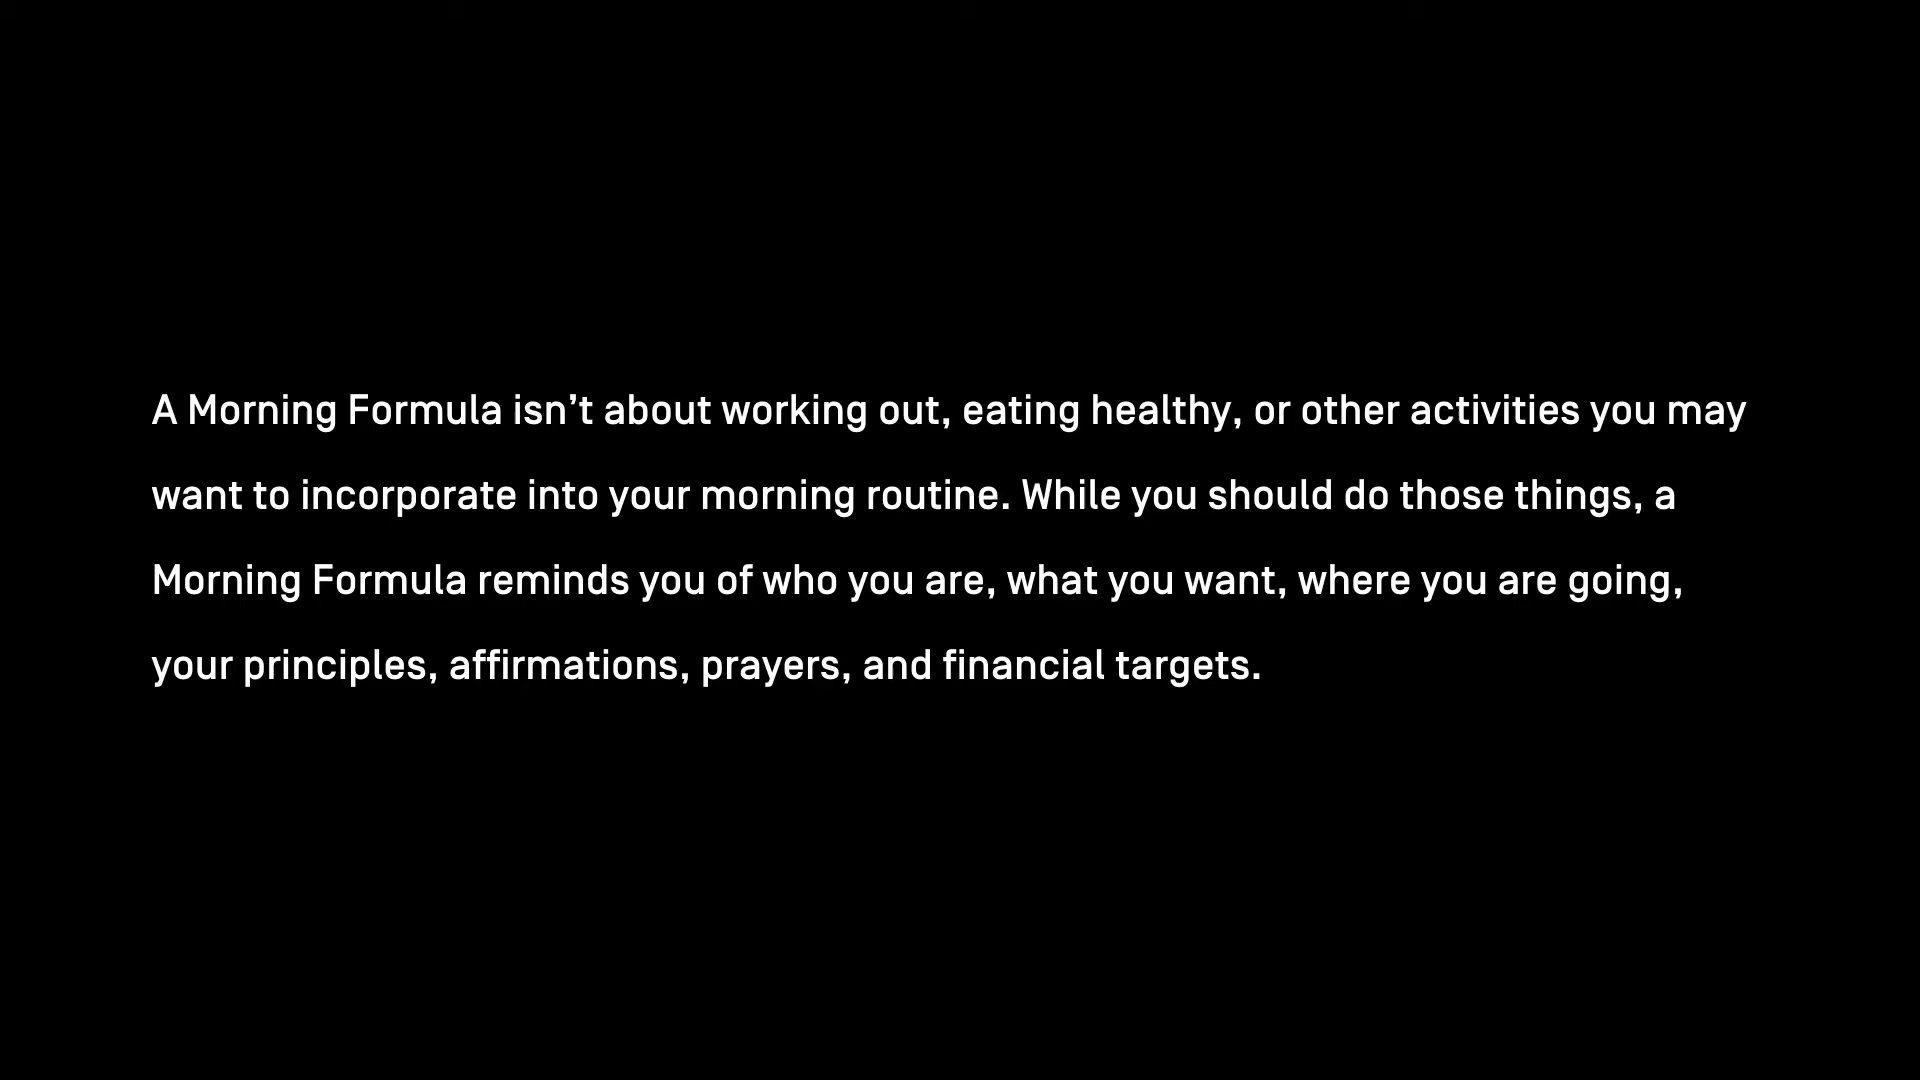 A Morning Formula isn’t about working out, eating healthy, or other activities you may
want to incorporate into your morning routine. While you should do those things, a
Morning Formula reminds you of who you are, what you want, where you are going,
your principles, affirmations, prayers, and financial targets.